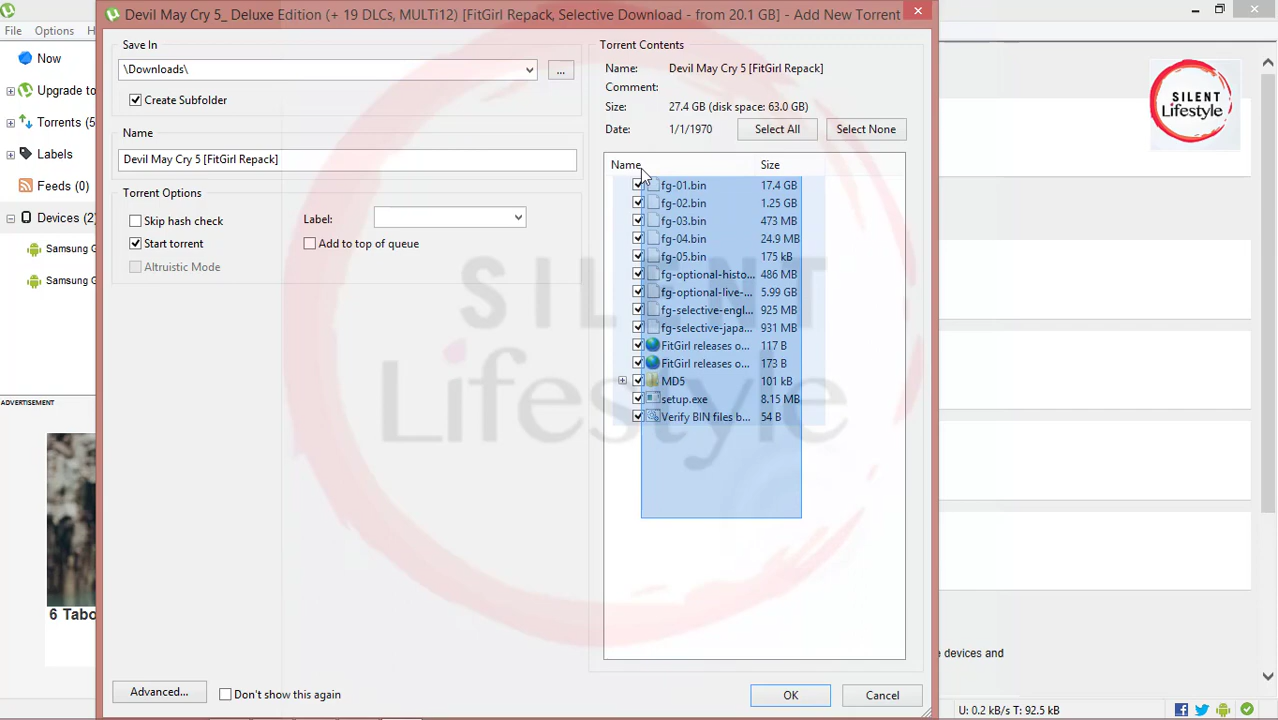 Devil May Cry 5_ Deluxe Edition (+ 19 DLCs, MULTi12) [FitGirl Repack, Selective Download - from 20.1 GB] - Add New Torrent
File Options H
Now
Upgrade to
Torrents (5
Labels
Feeds (0)
Devices (2)
Samsung G
Samsung G
ADVERTISEMENT
6 Tabo
Save In
\Downloads\
...
Create Subfolder
Name
Devil May Cry 5 [FitGirl Repack]
Torrent Options
Skip hash check
Label:
Start torrent
Add to top of queue
Altruistic Mode
Advanced...
Don't show this again
Torrent Contents
Name: Devil May Cry 5 [FitGirl Repack]
Comment:
Size: 27.4 GB (disk space: 63.0 GB)
Date: 1/1/1970
Select All
Select None
Name Size
fg-01.bin 17.4 GB
fg-02.bin 1.25 GB
fg-03.bin 473 MB
fg-04.bin 24.9 MB
fg-05.bin 175 kB
fg-optional-histo... 486 MB
fg-optional-live-... 5.99 GB
fg-selective-engl... 925 MB
fg-selective-japa... 931 MB
FitGirl releases o... 117 B
FitGirl releases o... 173 B
MD5 101 kB
setup.exe 8.15 MB
Verify BIN files b... 54 B
OK
Cancel
SILENT
Lifestyle
SILENT
Lifestyle
e devices and
U: 0.2 kB/s T: 92.5 kB